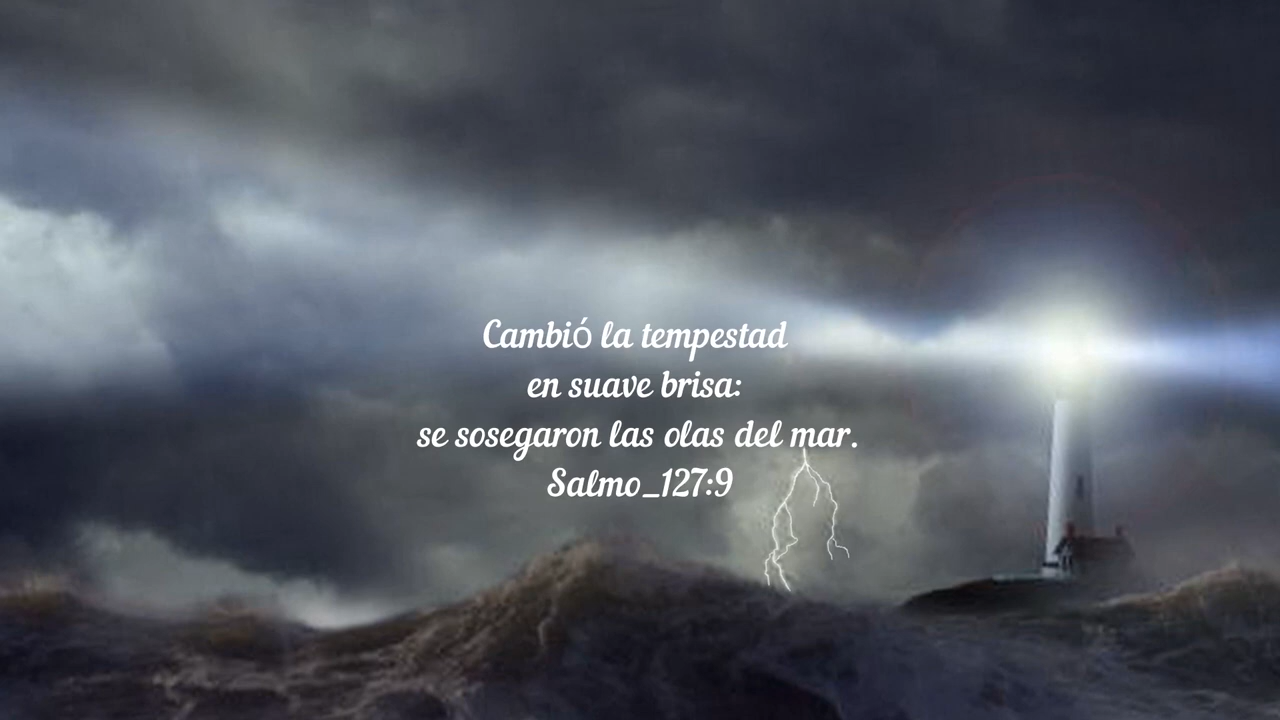 Cambió la tempestad
en suave brisa:
se sosegaron las olas del mar.
Salmo_127:9